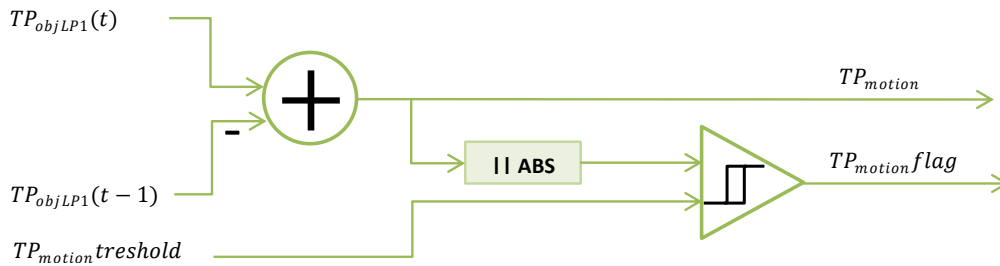 TP_objLP1(t)
TP_motion
-
|| ABS
TP_motion flag
TP_objLP1(t − 1)
TP_motion treshold